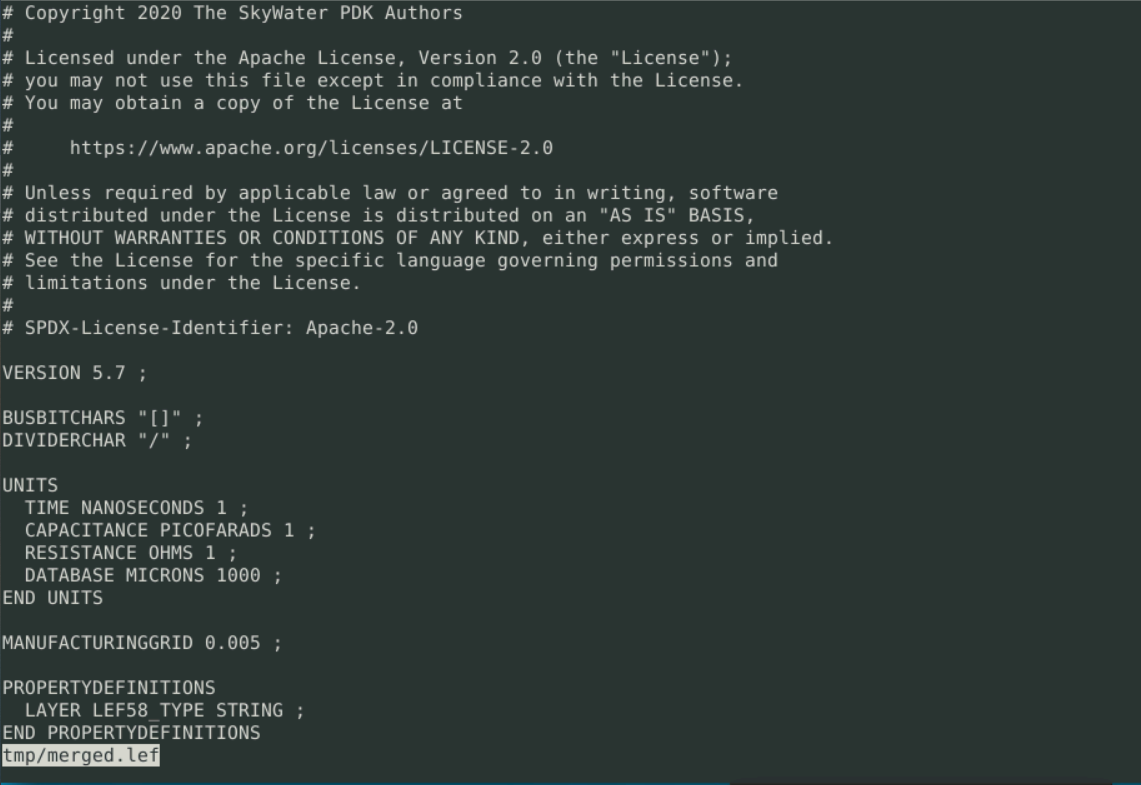 # Copyright 2020 The SkyWater PDK Authors
#
# Licensed under the Apache License, Version 2.0 (the "License");
# you may not use this file except in compliance with the License.
# You may obtain a copy of the License at
#
#     https://www.apache.org/licenses/LICENSE-2.0
#
# Unless required by applicable law or agreed to in writing, software
# distributed under the License is distributed on an "AS IS" BASIS,
# WITHOUT WARRANTIES OR CONDITIONS OF ANY KIND, either express or implied.
# See the License for the specific language governing permissions and
# limitations under the License.
#
# SPDX-License-Identifier: Apache-2.0

VERSION 5.7 ;

BUSBITCHARS "[]" ;
DIVIDERCHAR "/" ;

UNITS
  TIME NANOSECONDS 1 ;
  CAPACITANCE PICOFARADS 1 ;
  RESISTANCE OHMS 1 ;
  DATABASE MICRONS 1000 ;
END UNITS

MANUFACTURINGGRID 0.005 ;

PROPERTYDEFINITIONS
  LAYER LEF58_TYPE STRING ;
END PROPERTYDEFINITIONS
tmp/merged.lef